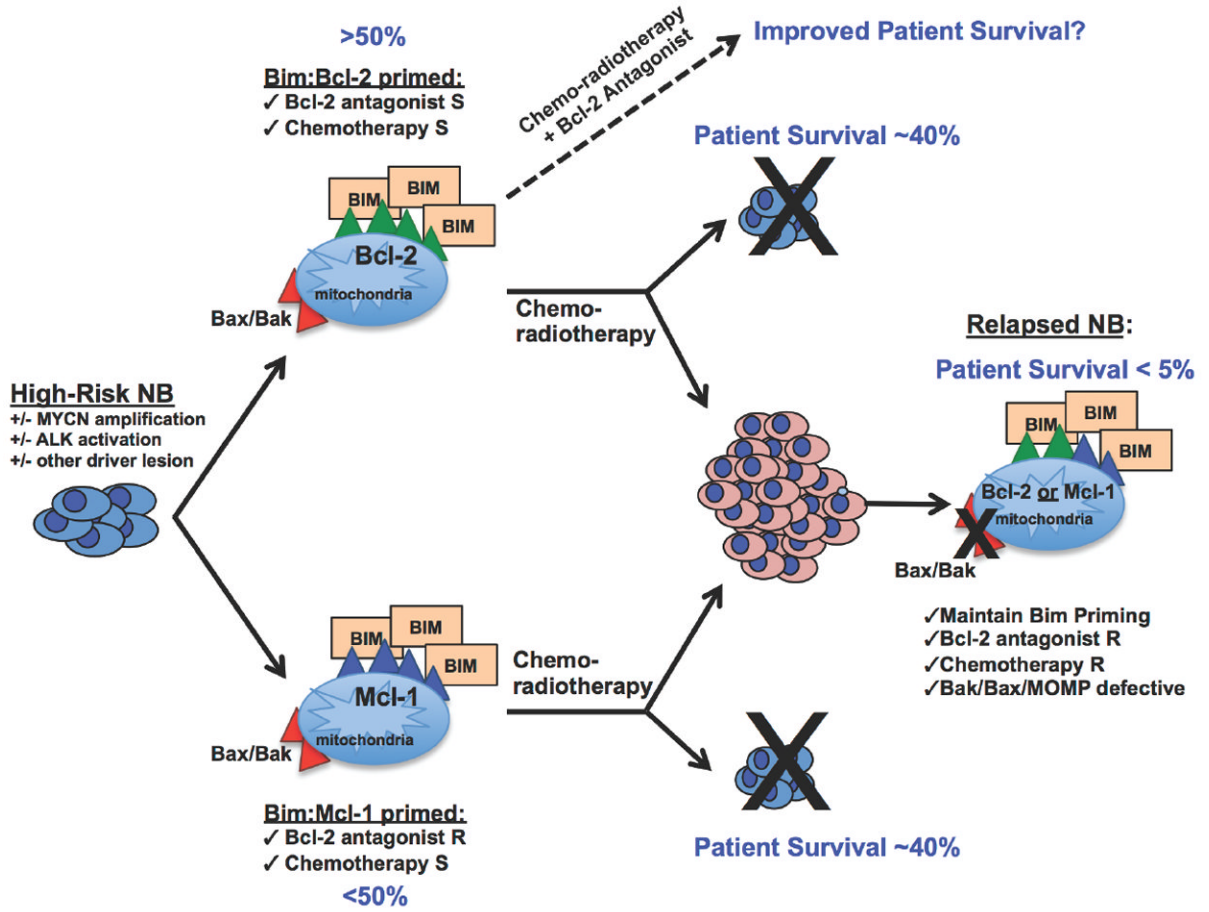 >50%
Bim:Bcl-2 primed:
✓ Bcl-2 antagonist S
✓ Chemotherapy S
BIM
BIM
BIM
Bcl-2
mitochondria
Bax/Bak
Chemo-radiotherapy
+ Bcl-2 Antagonist
Improved Patient Survival?
Patient Survival ~40%
Chemo-
radiotherapy
High-Risk NB
+/- MYCN amplification
+/- ALK activation
+/- other driver lesion
Relapsed NB:
Patient Survival < 5%
BIM
BIM
BIM
Bcl-2 or Mcl-1
mitochondria
Bax/Bak
✓Maintain Bim Priming
✓Bcl-2 antagonist R
✓Chemotherapy R
✓Bak/Bax/MOMP defective
BIM
BIM
BIM
Mcl-1
mitochondria
Bax/Bak
Chemo-
radiotherapy
Bim:Mcl-1 primed:
✓ Bcl-2 antagonist R
✓ Chemotherapy S
<50%
Patient Survival ~40%